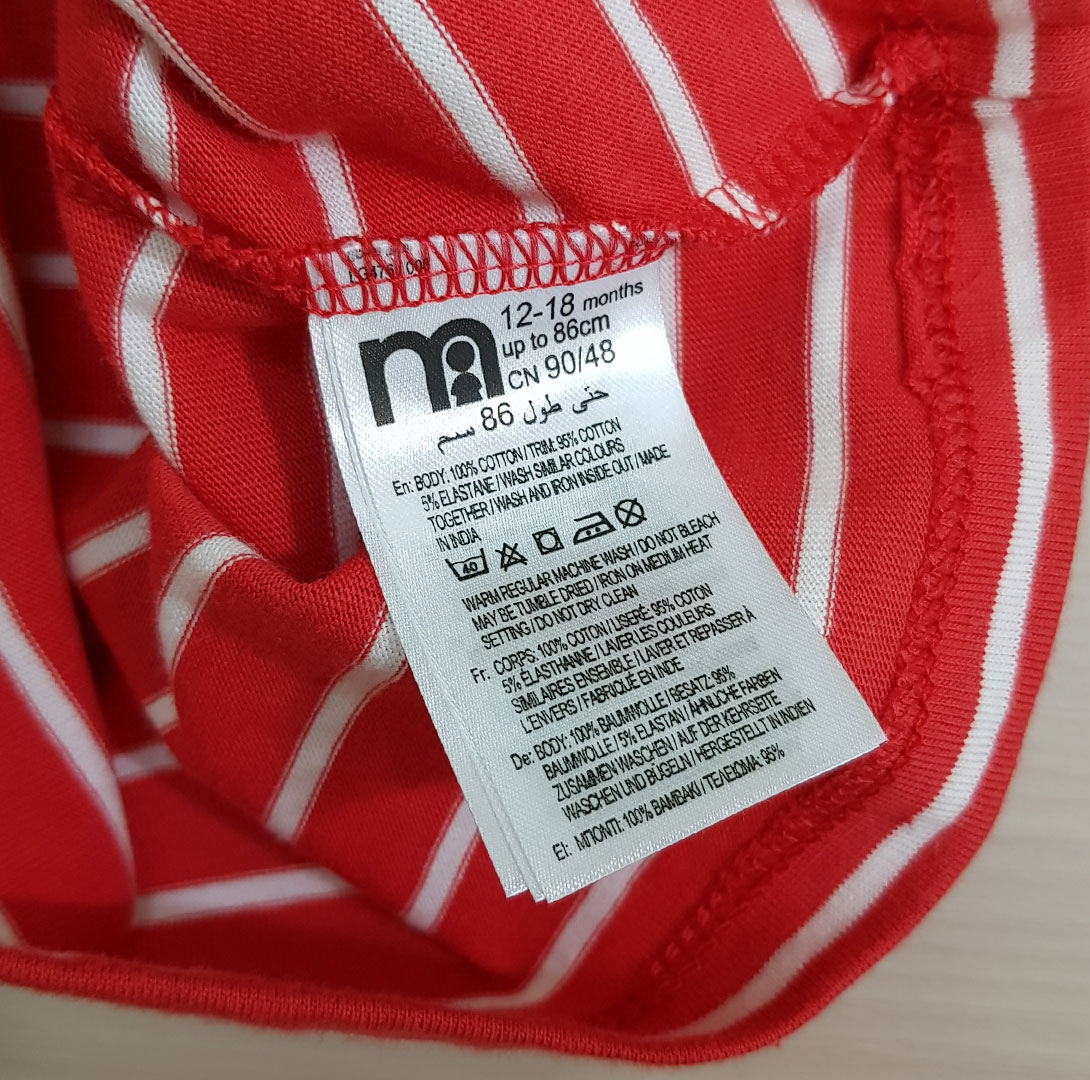 12-18 months
up to 86cm
CN 90/48
حتى طول 86 سم
En: BODY: 100% COTTON / TRIM: 95% COTTON
5% ELASTANE / WASH SIMILAR COLOURS
TOGETHER / WASH AND IRON INSIDE OUT / MADE
IN INDIA
40
WARM REGULAR MACHINE WASH / DO NOT BLEACH
MAY BE TUMBLE DRIED / IRON ON MEDIUM HEAT
SETTING / DO NOT DRY CLEAN
Fr: CORPS: 100% COTON / LISERÉ: 95% COTON
5% ÉLASTHANNE / LAVER LES COULEURS
SIMILAIRES ENSEMBLE / LAVER ET REPASSER À
L'ENVERS / FABRIQUÉ EN INDE
De: BODY: 100% BAUMWOLLE / BESATZ: 95%
BAUMWOLLE / 5% ELASTAN / ÄHNLICHE FARBEN
ZUSAMMEN WASCHEN / AUF DER KEHRSEITE
WASCHEN UND BÜGELN / HERGESTELLT IN INDIEN
El: ΜΠΟΝΤΙ: 100% ΒΑΜΒΑΚΙ / ΤΕΛΕΙΩΜΑ: 95%